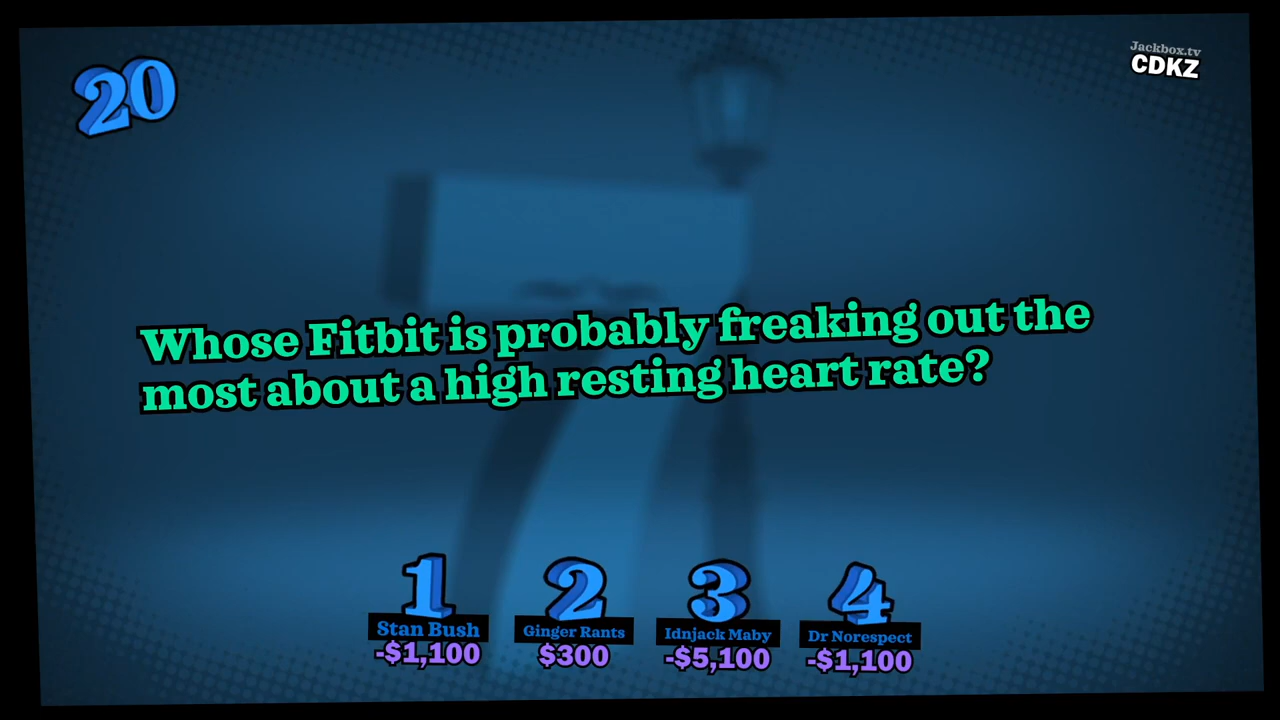 20
Jackbox.tv
CDKZ
Whose Fitbit is probably freaking out the
most about a high resting heart rate?
1
Stan Bush
-$1,100
2
Ginger Rants
$300
3
Idnjack Maby
-$5,100
4
Dr Norespect
-$1,100